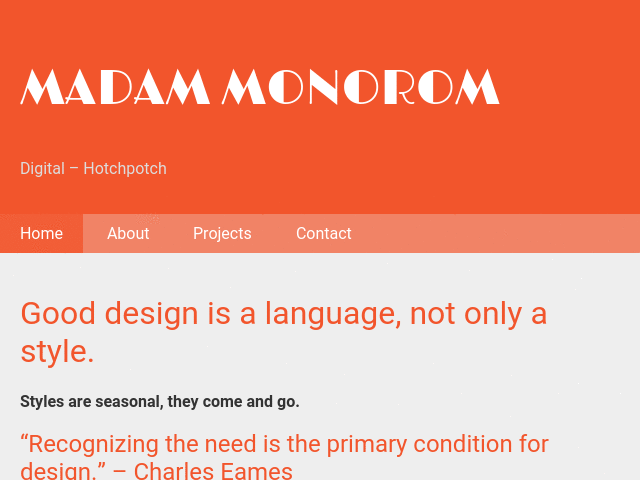 MADAM MONOROM
Digital – Hotchpotch
Home About Projects Contact
Good design is a language, not only a
style.
Styles are seasonal, they come and go.
“Recognizing the need is the primary condition for
design.” – Charles Eames